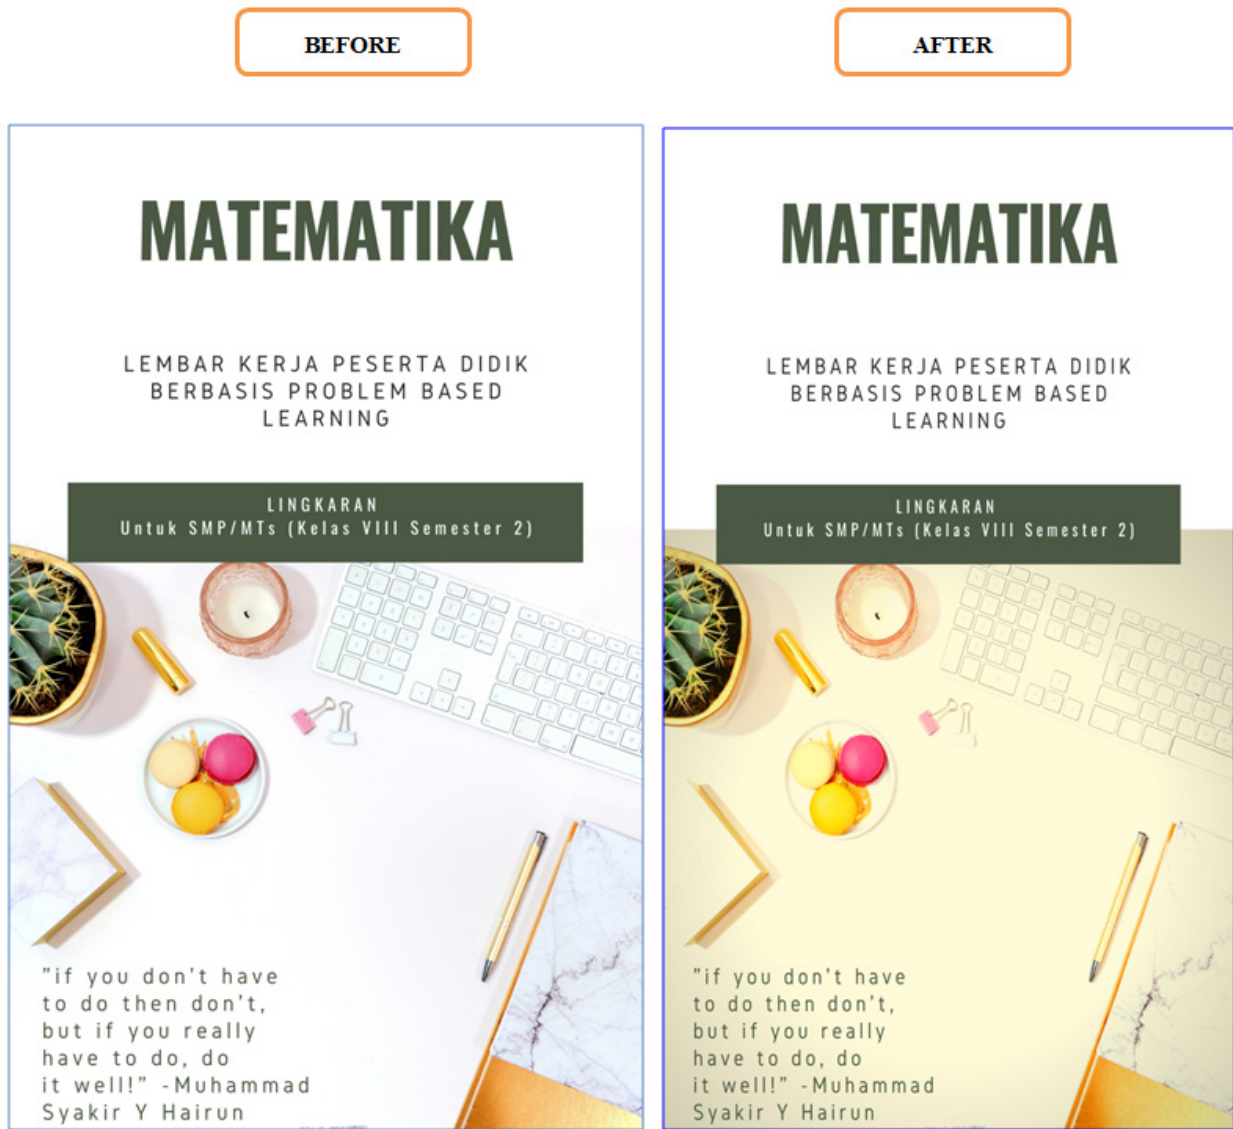 BEFORE
MATEMATIKA
LEMBAR KERJA PESERTA DIDIK
BERBASIS PROBLEM BASED
LEARNING
LINGKARAN
Untuk SMP/MTs (Kelas VIII Semester 2)
"if you don't have
to do then don't,
but if you really
have to do, do
it well!" -Muhammad
Syakir Y Hairun
AFTER
MATEMATIKA
LEMBAR KERJA PESERTA DIDIK
BERBASIS PROBLEM BASED
LEARNING
LINGKARAN
Untuk SMP/MTs (Kelas VIII Semester 2)
"if you don't have
to do then don't,
but if you really
have to do, do
it well!" -Muhammad
Syakir Y Hairun